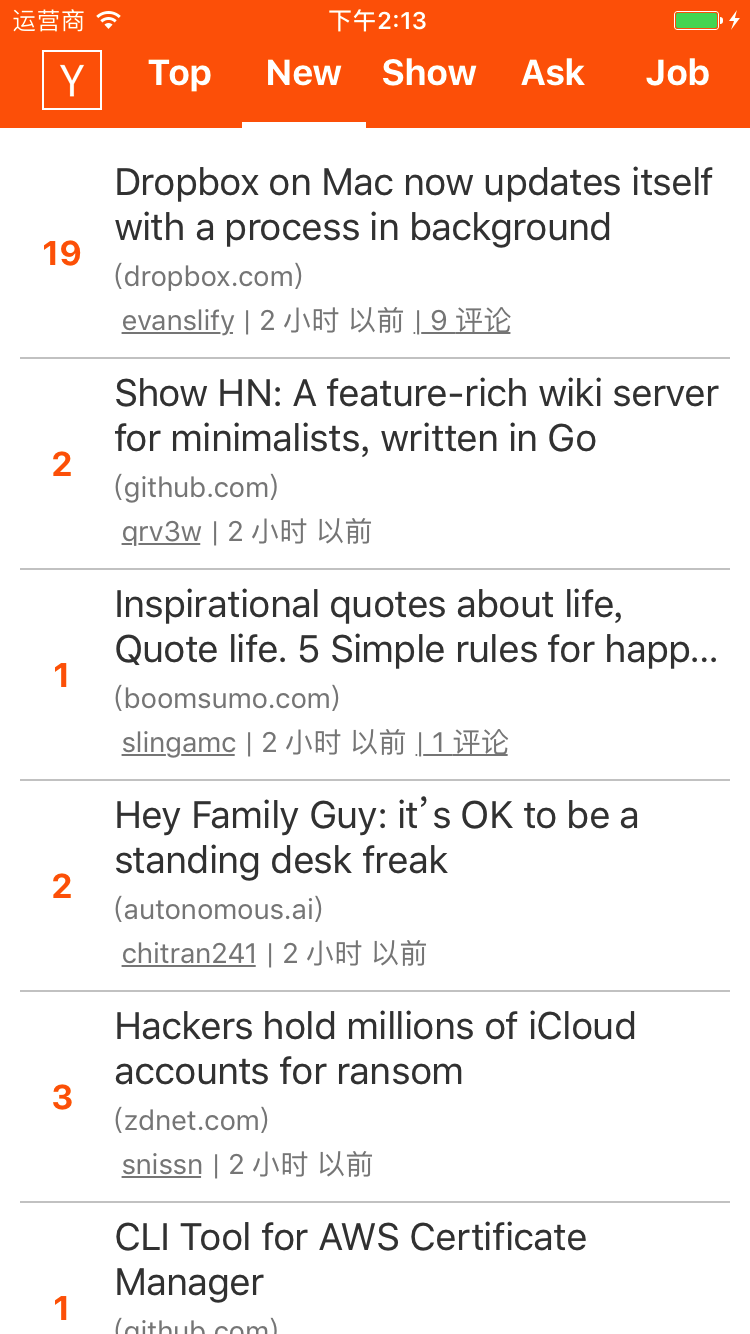 运营商 下午2:13
Y Top New Show Ask Job
Dropbox on Mac now updates itself
with a process in background
19
(dropbox.com)
evanslify | 2 小时 以前 | 9 评论
Show HN: A feature-rich wiki server
for minimalists, written in Go
2
(github.com)
qrv3w | 2 小时 以前
Inspirational quotes about life,
Quote life. 5 Simple rules for happ...
1
(boomsumo.com)
slingamc | 2 小时 以前 | 1 评论
Hey Family Guy: it’s OK to be a
standing desk freak
2
(autonomous.ai)
chitran241 | 2 小时 以前
Hackers hold millions of iCloud
accounts for ransom
3
(zdnet.com)
snissn | 2 小时 以前
CLI Tool for AWS Certificate
Manager
1
(github.com)